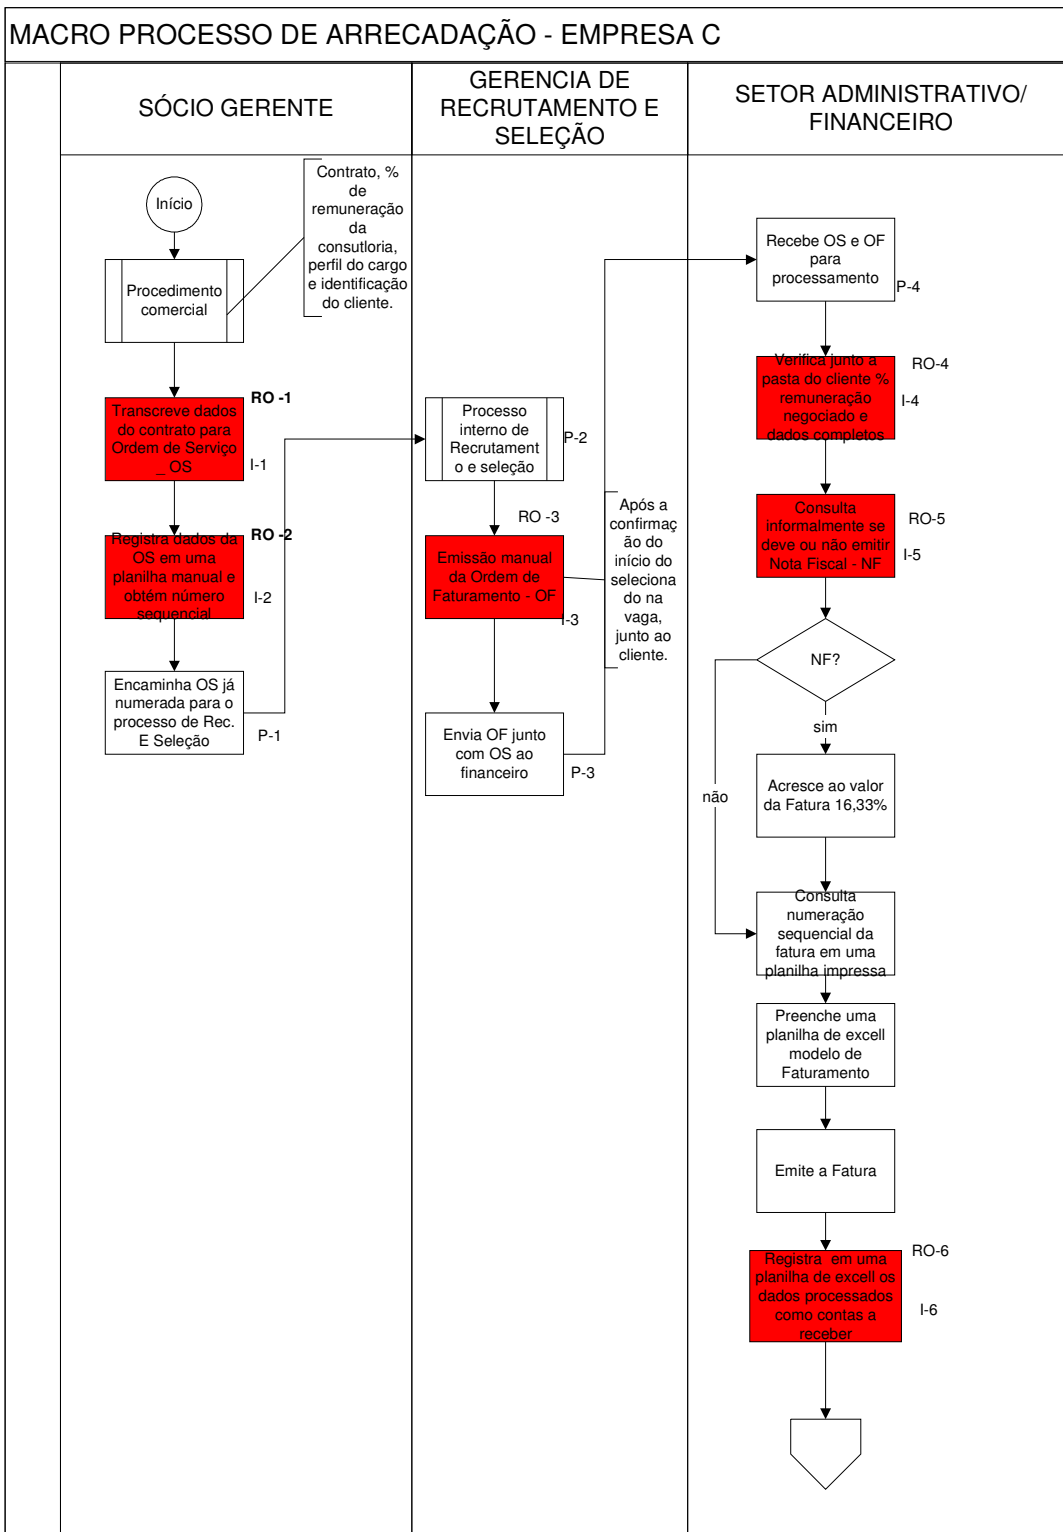 MACRO PROCESSO DE ARRECADAÇÃO - EMPRESA C
SÓCIO GERENTE
GERENCIA DE
RECRUTAMENTO E
SELEÇÃO
SETOR ADMINISTRATIVO/
FINANCEIRO
Início
Contrato, %
de
remuneração
da
consutloria,
perfil do cargo
e identificação
do cliente.
Procedimento
comercial
RO -1
Transcreve dados
do contrato para
Ordem de Serviço
_ OS
I-1
RO -2
Registra dados da
OS em uma
planilha manual e
obtém número
sequencial
I-2
Encaminha OS já
numerada para o
processo de Rec.
E Seleção
P-1
Processo
interno de
Recrutament
o e seleção
P-2
RO -3
Emissão manual
da Ordem de
Faturamento - OF
I-3
Após a
confirmaç
ão do
início do
seleciona
do na
vaga,
junto ao
cliente.
Envia OF junto
com OS ao
financeiro
P-3
Recebe OS e OF
para
processamento
P-4
Verifica junto a
pasta do cliente %
remuneração
negociado e
dados completos
RO-4
I-4
Consulta
informalmente se
deve ou não emitir
Nota Fiscal - NF
RO-5
I-5
NF?
sim
não
Acresce ao valor
da Fatura 16,33%
Consulta
numeração
sequencial da
fatura em uma
planilha impressa
Preenche uma
planilha de excell
modelo de
Faturamento
Emite a Fatura
Registra em uma
planilha de excell os
dados processados
como contas a
receber
RO-6
I-6